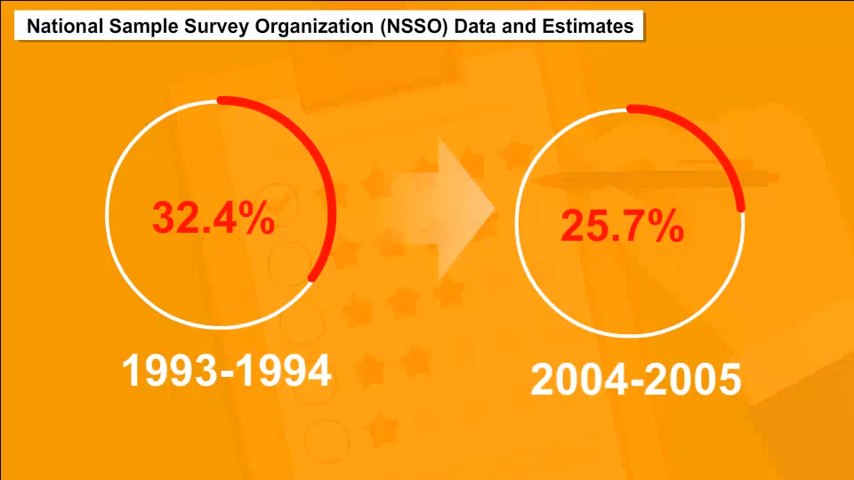 National Sample Survey Organization (NSSO) Data and Estimates
32.4%
25.7%
1993-1994
2004-2005